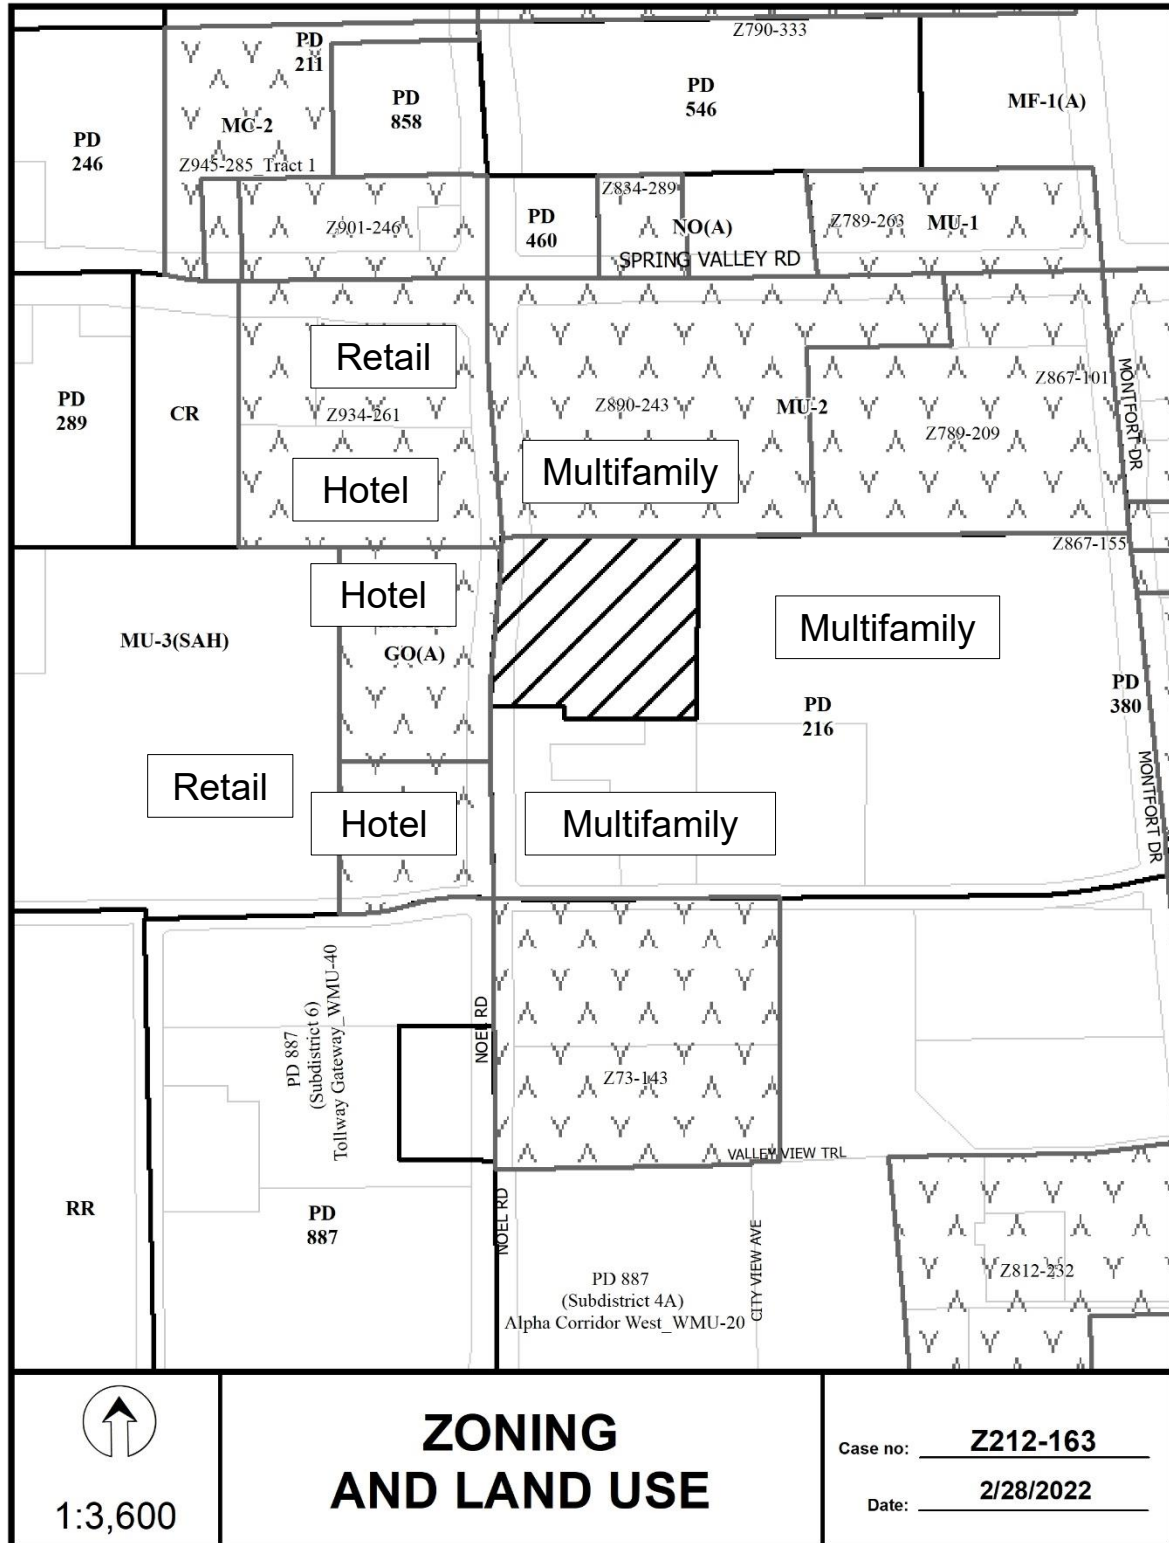 Z790-333
PD
211
PD
858
PD
546
MF-1(A)
PD
246
MC-2
Z945-285_Tract 1
Z834-289
Z901-246
PD
460
NO(A)
Z789-263
MU-1
SPRING VALLEY RD
Retail
PD
289
CR
Z934-261
Z890-243
MU-2
Z867-101
Z789-209
MONTFORT DR
Hotel
Multifamily
Z867-155
Hotel
MU-3(SAH)
GO(A)
Multifamily
PD
216
PD
380
Retail
Hotel
Multifamily
MONTFORT DR
PD 887
(Subdistrict 6)
Tollway Gateway_WMU-40
NOEL RD
Z73-143
VALLEY VIEW TRL
RR
PD
887
NOEL RD
CITY VIEW AVE
PD 887
(Subdistrict 4A)
Alpha Corridor West_WMU-20
Z812-232
1:3,600
ZONING
AND LAND USE
Case no: Z212-163
Date: 2/28/2022